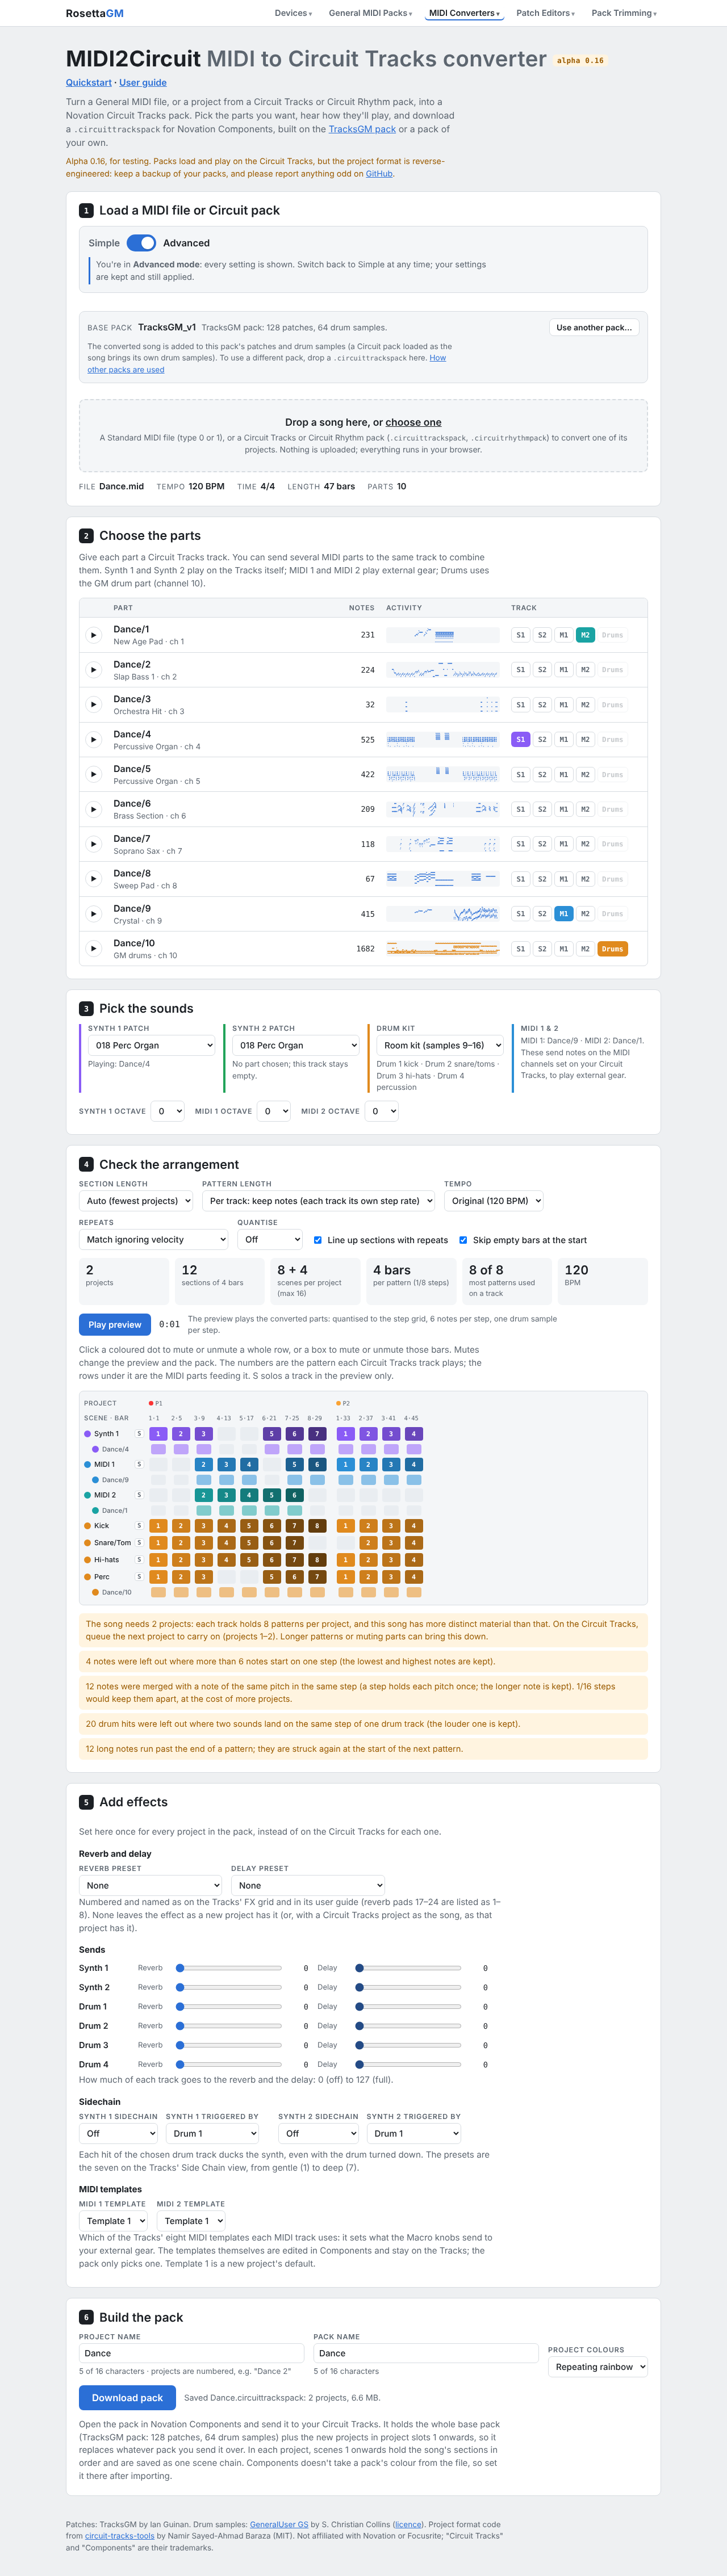 RosettaGM
Devices▾ General MIDI Packs▾ MIDI Converters▾ Patch Editors▾ Pack Trimming▾
MIDI2Circuit MIDI to Circuit Tracks converter alpha 0.16
Quickstart · User guide
Turn a General MIDI file, or a project from a Circuit Tracks or Circuit Rhythm pack, into a
Novation Circuit Tracks pack. Pick the parts you want, hear how they'll play, and download
a .circuittrackspack for Novation Components, built on the TracksGM pack or a pack of
your own.
Alpha 0.16, for testing. Packs load and play on the Circuit Tracks, but the project format is reverse-
engineered: keep a backup of your packs, and please report anything odd on GitHub.
1 Load a MIDI file or Circuit pack
Simple Advanced
You're in Advanced mode: every setting is shown. Switch back to Simple at any time; your settings
are kept and still applied.
BASE PACK TracksGM_v1 TracksGM pack: 128 patches, 64 drum samples. Use another pack...
The converted song is added to this pack's patches and drum samples (a Circuit pack loaded as the
song brings its own drum samples). To use a different pack, drop a .circuittrackspack here. How
other packs are used
Drop a song here, or choose one
A Standard MIDI file (type 0 or 1), or a Circuit Tracks or Circuit Rhythm pack (.circuittrackspack, .circuitrhythmpack) to convert one of its
projects. Nothing is uploaded; everything runs in your browser.
FILE Dance.mid TEMPO 120 BPM TIME 4/4 LENGTH 47 bars PARTS 10
2 Choose the parts
Give each part a Circuit Tracks track. You can send several MIDI parts to the same track to combine
them. Synth 1 and Synth 2 play on the Tracks itself; MIDI 1 and MIDI 2 play external gear; Drums uses
the GM drum part (channel 10).
PART NOTES ACTIVITY TRACK
Dance/1
New Age Pad · ch 1
231 S1 S2 M1 M2 Drums
Dance/2
Slap Bass 1 · ch 2
224 S1 S2 M1 M2 Drums
Dance/3
Orchestra Hit · ch 3
32 S1 S2 M1 M2 Drums
Dance/4
Percussive Organ · ch 4
525 S1 S2 M1 M2 Drums
Dance/5
Percussive Organ · ch 5
422 S1 S2 M1 M2 Drums
Dance/6
Brass Section · ch 6
209 S1 S2 M1 M2 Drums
Dance/7
Soprano Sax · ch 7
118 S1 S2 M1 M2 Drums
Dance/8
Sweep Pad · ch 8
67 S1 S2 M1 M2 Drums
Dance/9
Crystal · ch 9
415 S1 S2 M1 M2 Drums
Dance/10
GM drums · ch 10
1682 S1 S2 M1 M2 Drums
3 Pick the sounds
SYNTH 1 PATCH
018 Perc Organ
Playing: Dance/4
SYNTH 2 PATCH
018 Perc Organ
No part chosen; this track stays
empty.
DRUM KIT
Room kit (samples 9–16)
Drum 1 kick · Drum 2 snare/toms ·
Drum 3 hi-hats · Drum 4
percussion
MIDI 1 & 2
MIDI 1: Dance/9 · MIDI 2: Dance/1.
These send notes on the MIDI
channels set on your Circuit
Tracks, to play external gear.
SYNTH 1 OCTAVE 0 MIDI 1 OCTAVE 0 MIDI 2 OCTAVE 0
4 Check the arrangement
SECTION LENGTH PATTERN LENGTH TEMPO
Auto (fewest projects) Per track: keep notes (each track its own step rate) Original (120 BPM)
REPEATS QUANTISE
Match ignoring velocity Off Line up sections with repeats Skip empty bars at the start
2
projects
12
sections of 4 bars
8 + 4
scenes per project
(max 16)
4 bars
per pattern (1/8 steps)
8 of 8
most patterns used
on a track
120
BPM
Play preview 0:01
The preview plays the converted parts: quantised to the step grid, 6 notes per step, one drum sample
per step.
Click a coloured dot to mute or unmute a whole row, or a box to mute or unmute those bars. Mutes
change the preview and the pack. The numbers are the pattern each Circuit Tracks track plays; the
rows under it are the MIDI parts feeding it. S solos a track in the preview only.
PROJECT P1 P2
SCENE · BAR 1·1 2·5 3·9 4·13 5·17 6·21 7·25 8·29 1·33 2·37 3·41 4·45
Synth 1 S 1 2 3 5 6 7 1 2 3 4
Dance/4
MIDI 1 S 2 3 4 5 6 1 2 3 4
Dance/9
MIDI 2 S 2 3 4 5 6
Dance/1
Kick S 1 2 3 4 5 6 7 8 1 2 3 4
Snare/Tom S 1 2 3 4 5 6 7 2 3 4
Hi-hats S 1 2 3 4 5 6 7 8 1 2 3 4
Perc S 1 2 3 5 6 7 1 2 3 4
Dance/10
The song needs 2 projects: each track holds 8 patterns per project, and this song has more distinct material than that. On the Circuit Tracks,
queue the next project to carry on (projects 1–2). Longer patterns or muting parts can bring this down.
4 notes were left out where more than 6 notes start on one step (the lowest and highest notes are kept).
12 notes were merged with a note of the same pitch in the same step (a step holds each pitch once; the longer note is kept). 1/16 steps
would keep them apart, at the cost of more projects.
20 drum hits were left out where two sounds land on the same step of one drum track (the louder one is kept).
12 long notes run past the end of a pattern; they are struck again at the start of the next pattern.
5 Add effects
Set here once for every project in the pack, instead of on the Circuit Tracks for each one.
Reverb and delay
REVERB PRESET DELAY PRESET
None None
Numbered and named as on the Tracks' FX grid and in its user guide (reverb pads 17–24 are listed as 1–
8). None leaves the effect as a new project has it (or, with a Circuit Tracks project as the song, as that
project has it).
Sends
Synth 1 Reverb 0 Delay 0
Synth 2 Reverb 0 Delay 0
Drum 1 Reverb 0 Delay 0
Drum 2 Reverb 0 Delay 0
Drum 3 Reverb 0 Delay 0
Drum 4 Reverb 0 Delay 0
How much of each track goes to the reverb and the delay: 0 (off) to 127 (full).
Sidechain
SYNTH 1 SIDECHAIN SYNTH 1 TRIGGERED BY SYNTH 2 SIDECHAIN SYNTH 2 TRIGGERED BY
Off Drum 1 Off Drum 1
Each hit of the chosen drum track ducks the synth, even with the drum turned down. The presets are
the seven on the Tracks' Side Chain view, from gentle (1) to deep (7).
MIDI templates
MIDI 1 TEMPLATE MIDI 2 TEMPLATE
Template 1 Template 1
Which of the Tracks' eight MIDI templates each MIDI track uses: it sets what the Macro knobs send to
your external gear. The templates themselves are edited in Components and stay on the Tracks; the
pack only picks one. Template 1 is a new project's default.
6 Build the pack
PROJECT NAME PACK NAME PROJECT COLOURS
Dance Dance Repeating rainbow
5 of 16 characters · projects are numbered, e.g. "Dance 2" 5 of 16 characters
Download pack Saved Dance.circuittrackspack: 2 projects, 6.6 MB.
Open the pack in Novation Components and send it to your Circuit Tracks. It holds the whole base pack
(TracksGM pack: 128 patches, 64 drum samples) plus the new projects in project slots 1 onwards, so it
replaces whatever pack you send it over. In each project, scenes 1 onwards hold the song's sections in
order and are saved as one scene chain. Components doesn't take a pack's colour from the file, so set
it there after importing.
Patches: TracksGM by Ian Guinan. Drum samples: GeneralUser GS by S. Christian Collins (licence). Project format code
from circuit-tracks-tools by Namir Sayed-Ahmad Baraza (MIT). Not affiliated with Novation or Focusrite; "Circuit Tracks"
and "Components" are their trademarks.